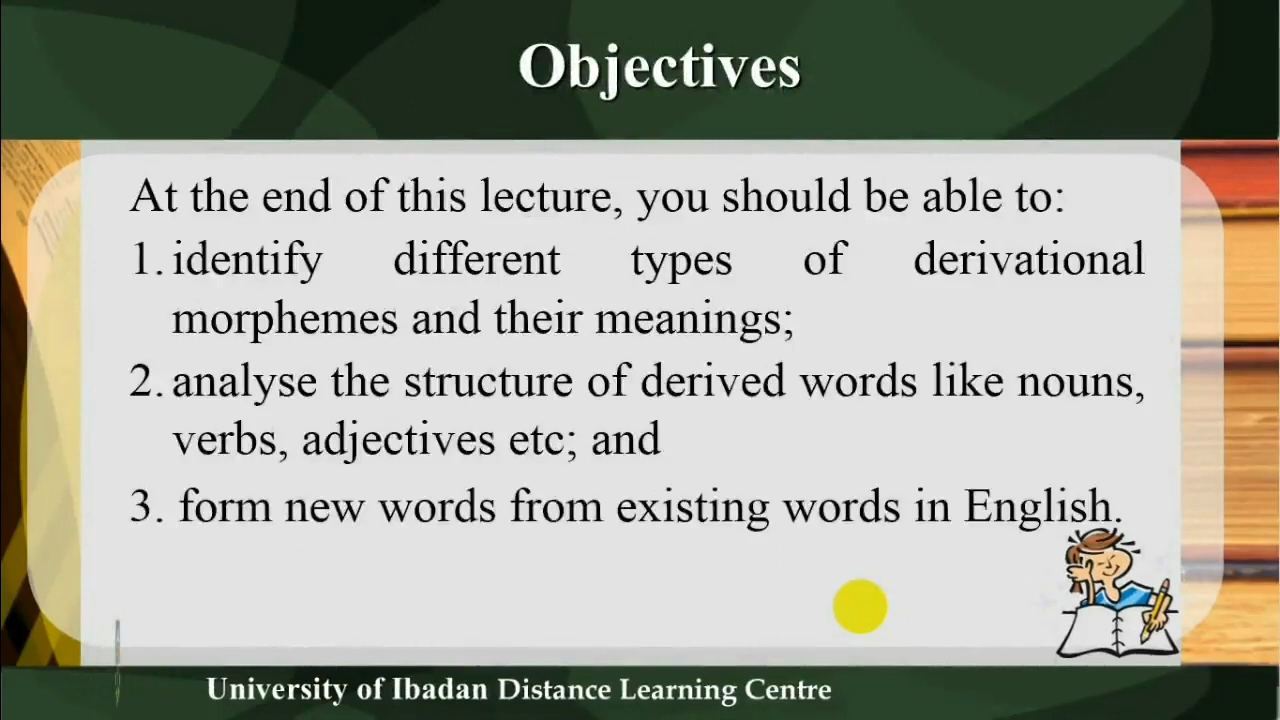 Objectives
At the end of this lecture, you should be able to:
1. identify different types of derivational
morphemes and their meanings;
2. analyse the structure of derived words like nouns,
verbs, adjectives etc; and
3. form new words from existing words in English.
University of Ibadan Distance Learning Centre